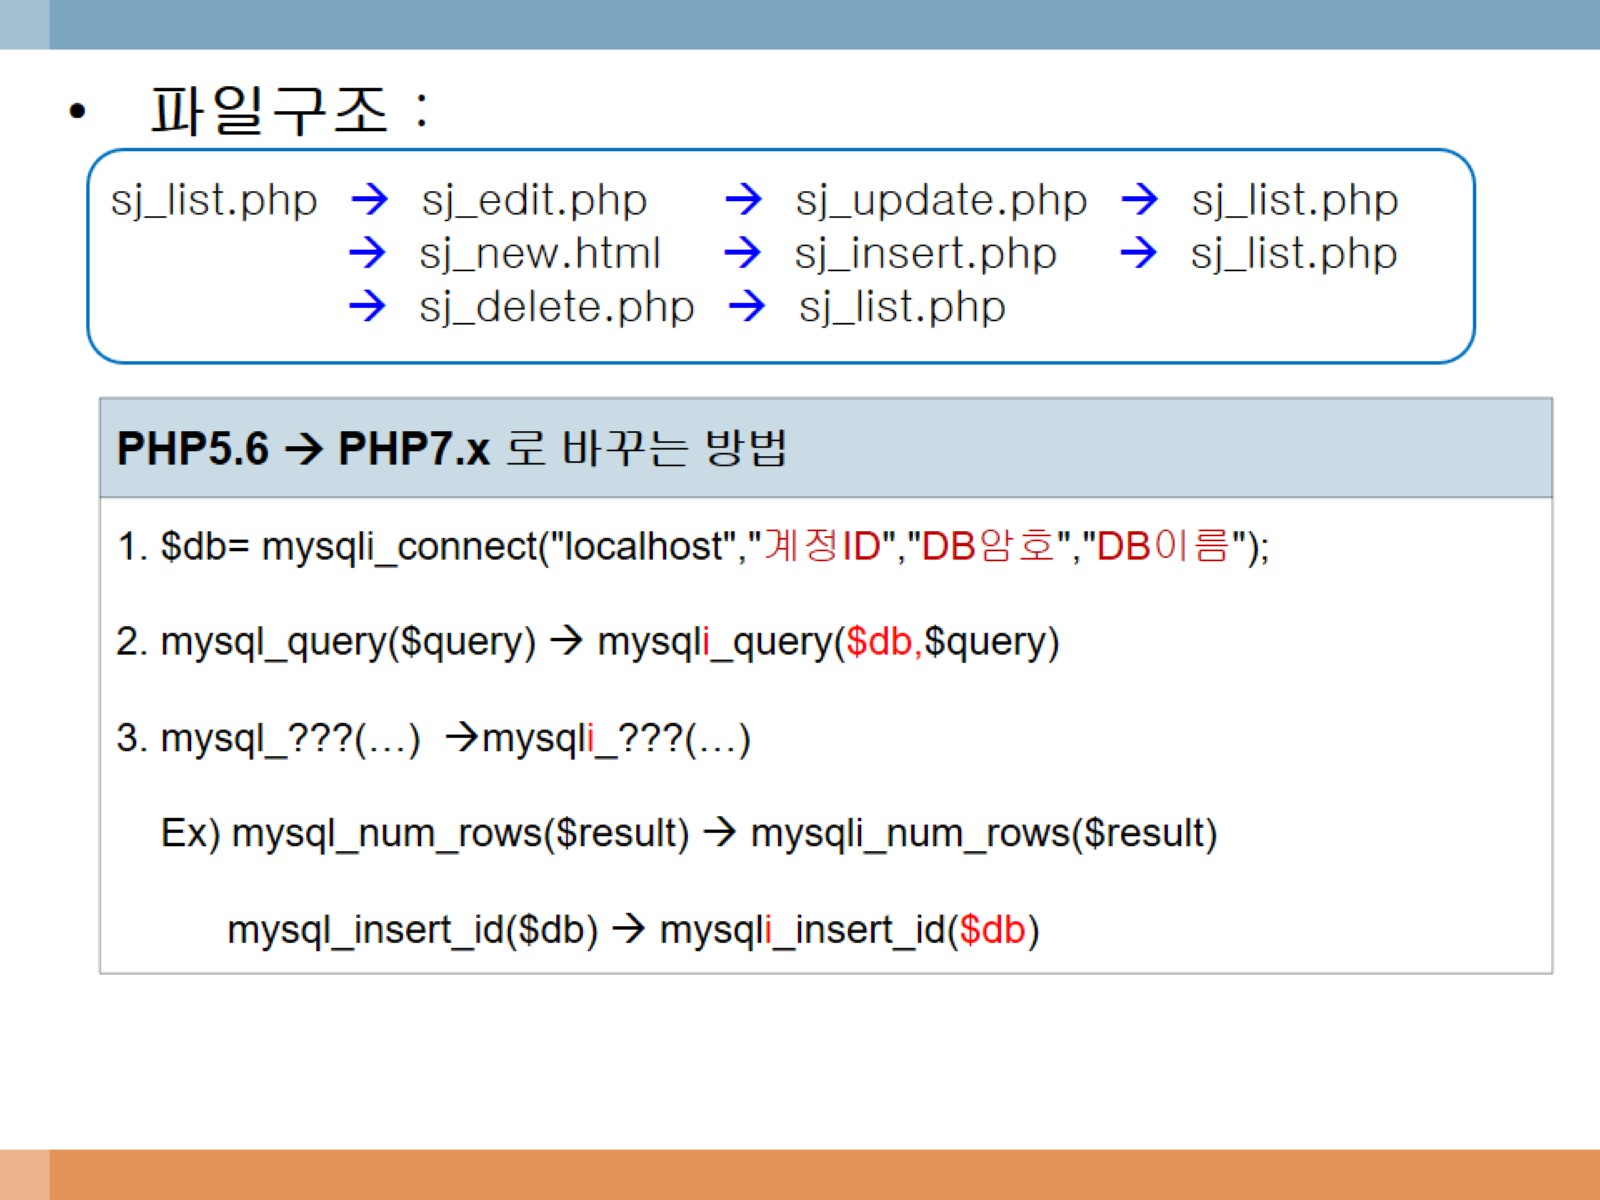 • 파일구조 :
sj_list.php → sj_edit.php → sj_update.php → sj_list.php
→ sj_new.html → sj_insert.php → sj_list.php
→ sj_delete.php → sj_list.php
PHP5.6 → PHP7.x 로 바꾸는 방법
1. $db= mysqli_connect("localhost","계정ID","DB암호","DB이름");
2. mysql_query($query) → mysqli_query($db,$query)
3. mysql_???(…) →mysqli_???(…)
Ex) mysql_num_rows($result) → mysqli_num_rows($result)
mysql_insert_id($db) → mysqli_insert_id($db)